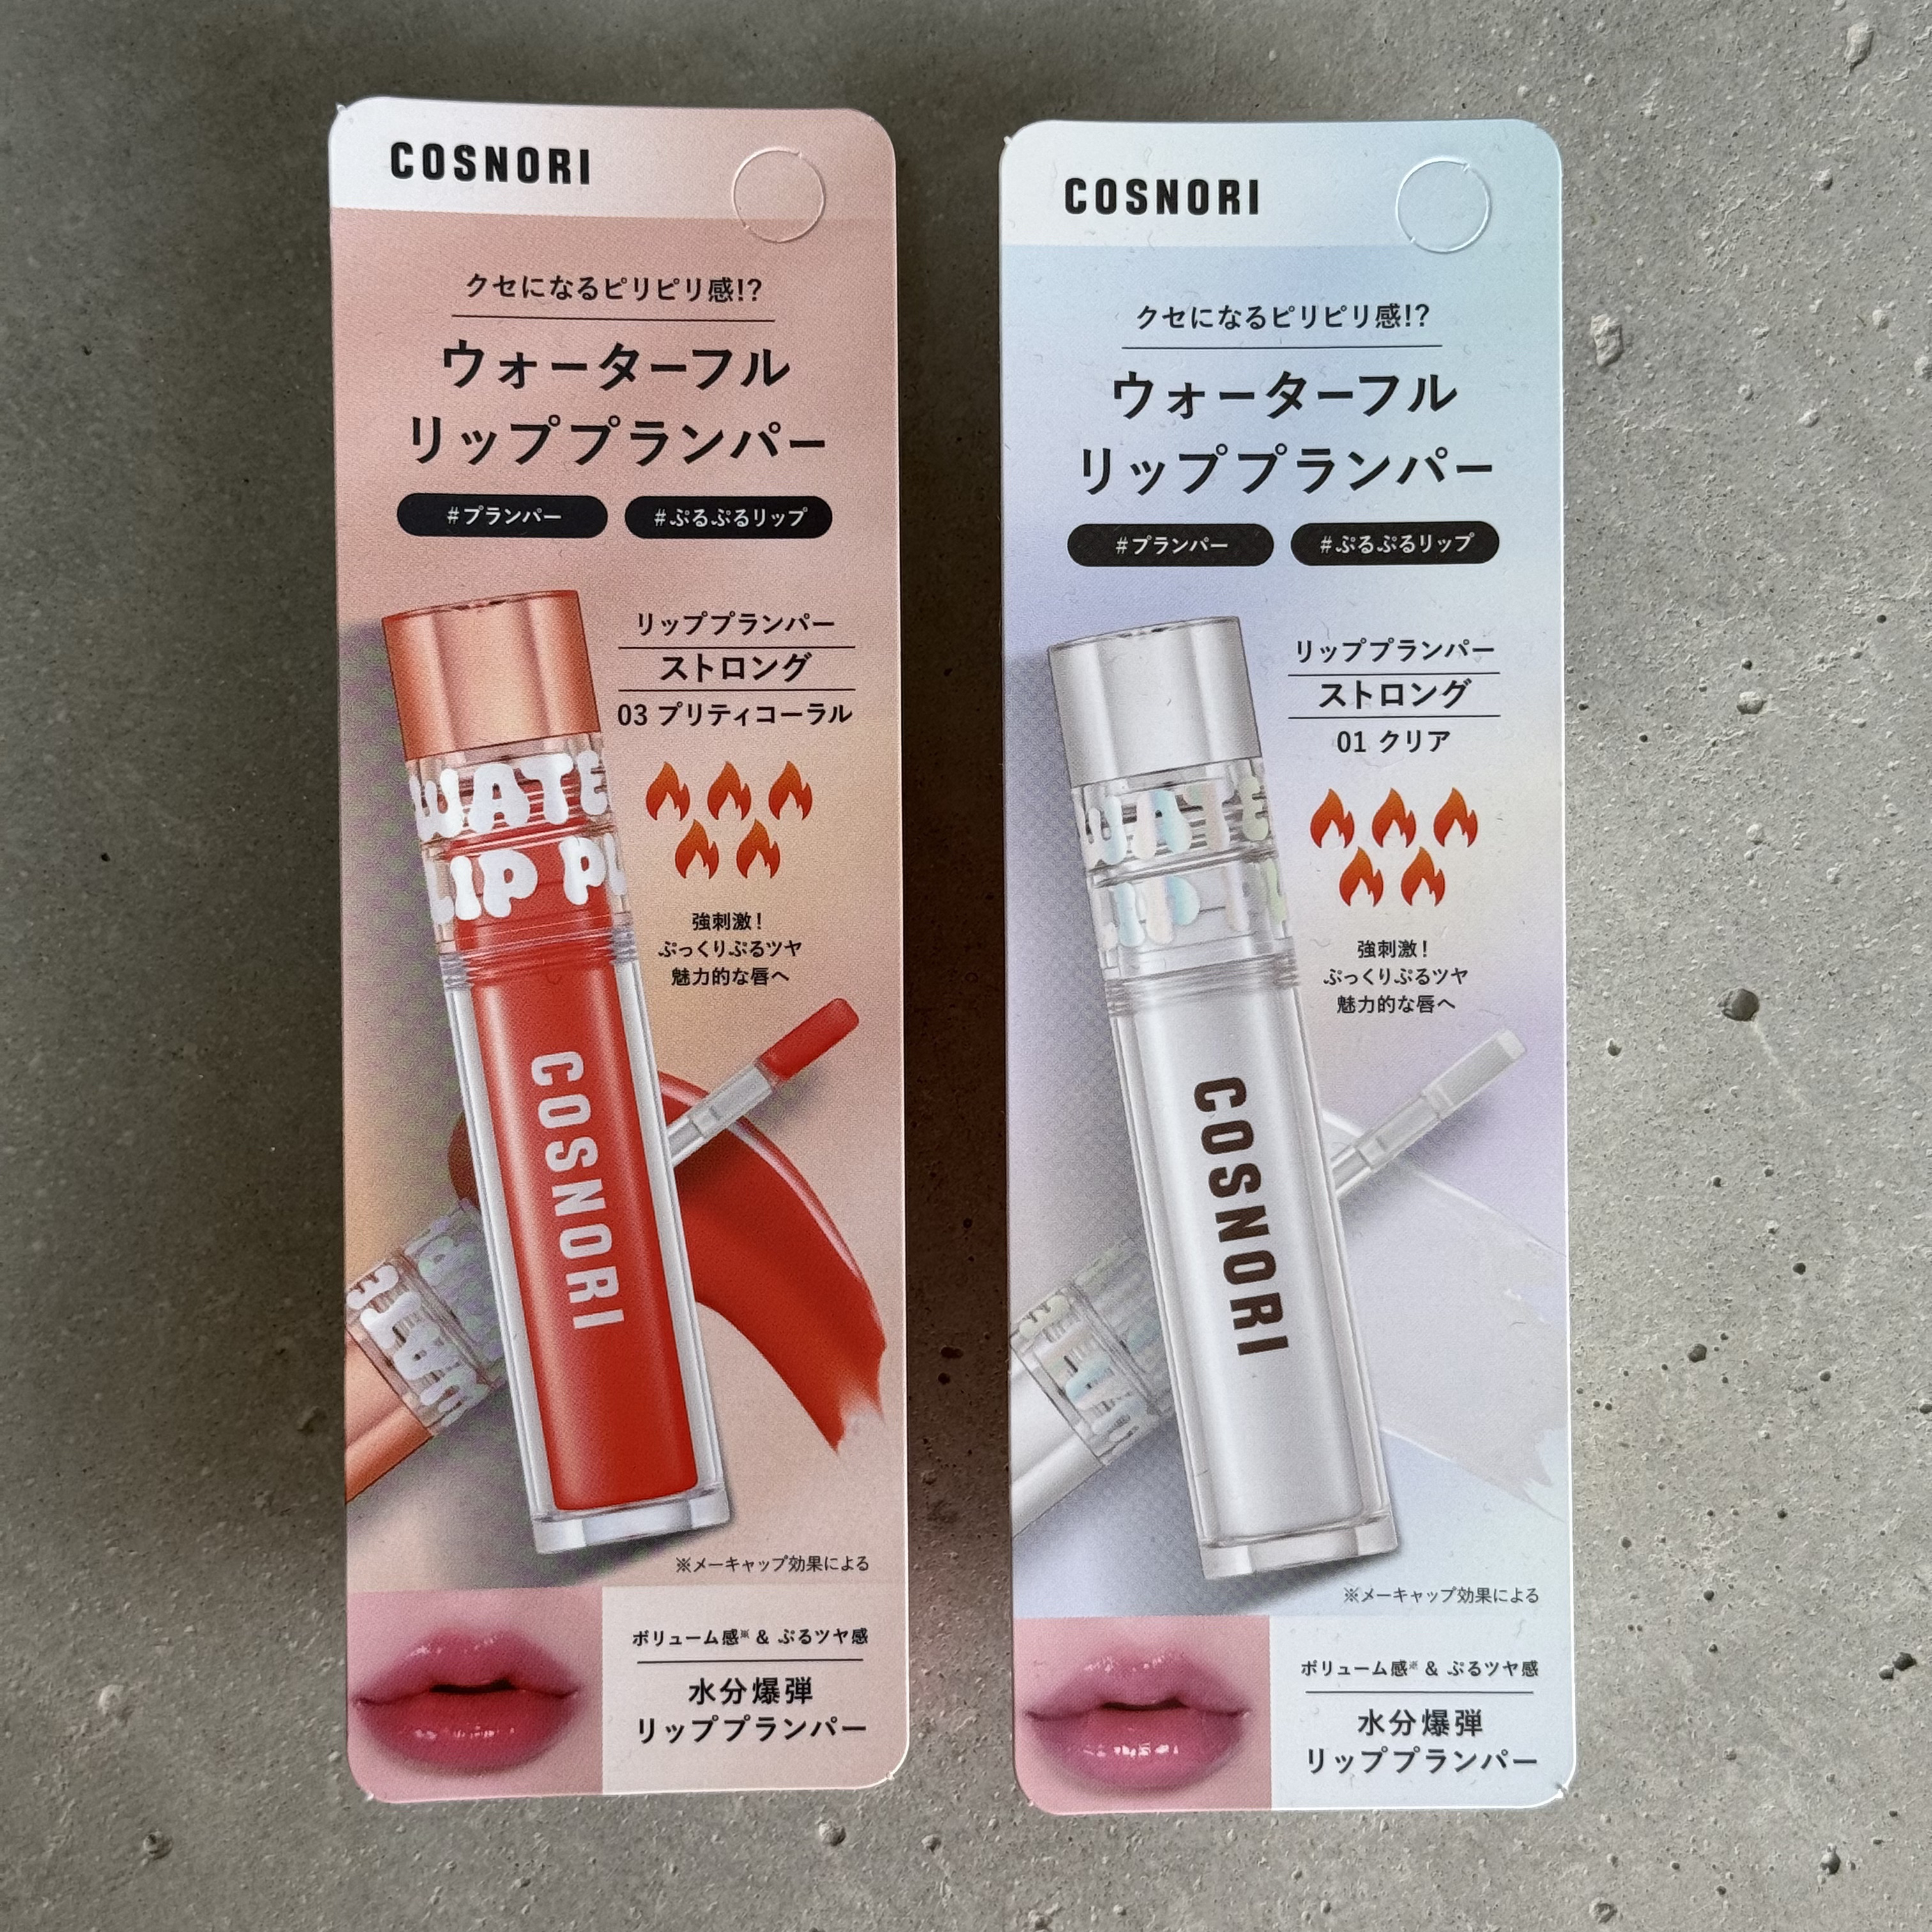 COSNORI
クセになるピリピリ感!?
ウォーターフル
リッププランパー
#プランパー #ぷるぷるリップ
リッププランパー
ストロング
03 プリティコーラル
強刺激!
ぷっくりぷるツヤ
魅力的な唇へ
WATE
LIP PL
COSNORI
WATE
※メーキャップ効果による
ボリューム感※ & ぷるツヤ感
水分爆弾
リッププランパー
COSNORI
クセになるピリピリ感!?
ウォーターフル
リッププランパー
#プランパー #ぷるぷるリップ
リッププランパー
ストロング
01 クリア
強刺激!
ぷっくりぷるツヤ
魅力的な唇へ
WATE
LIP
COSNORI
※メーキャップ効果による
ボリューム感※ & ぷるツヤ感
水分爆弾
リッププランパー